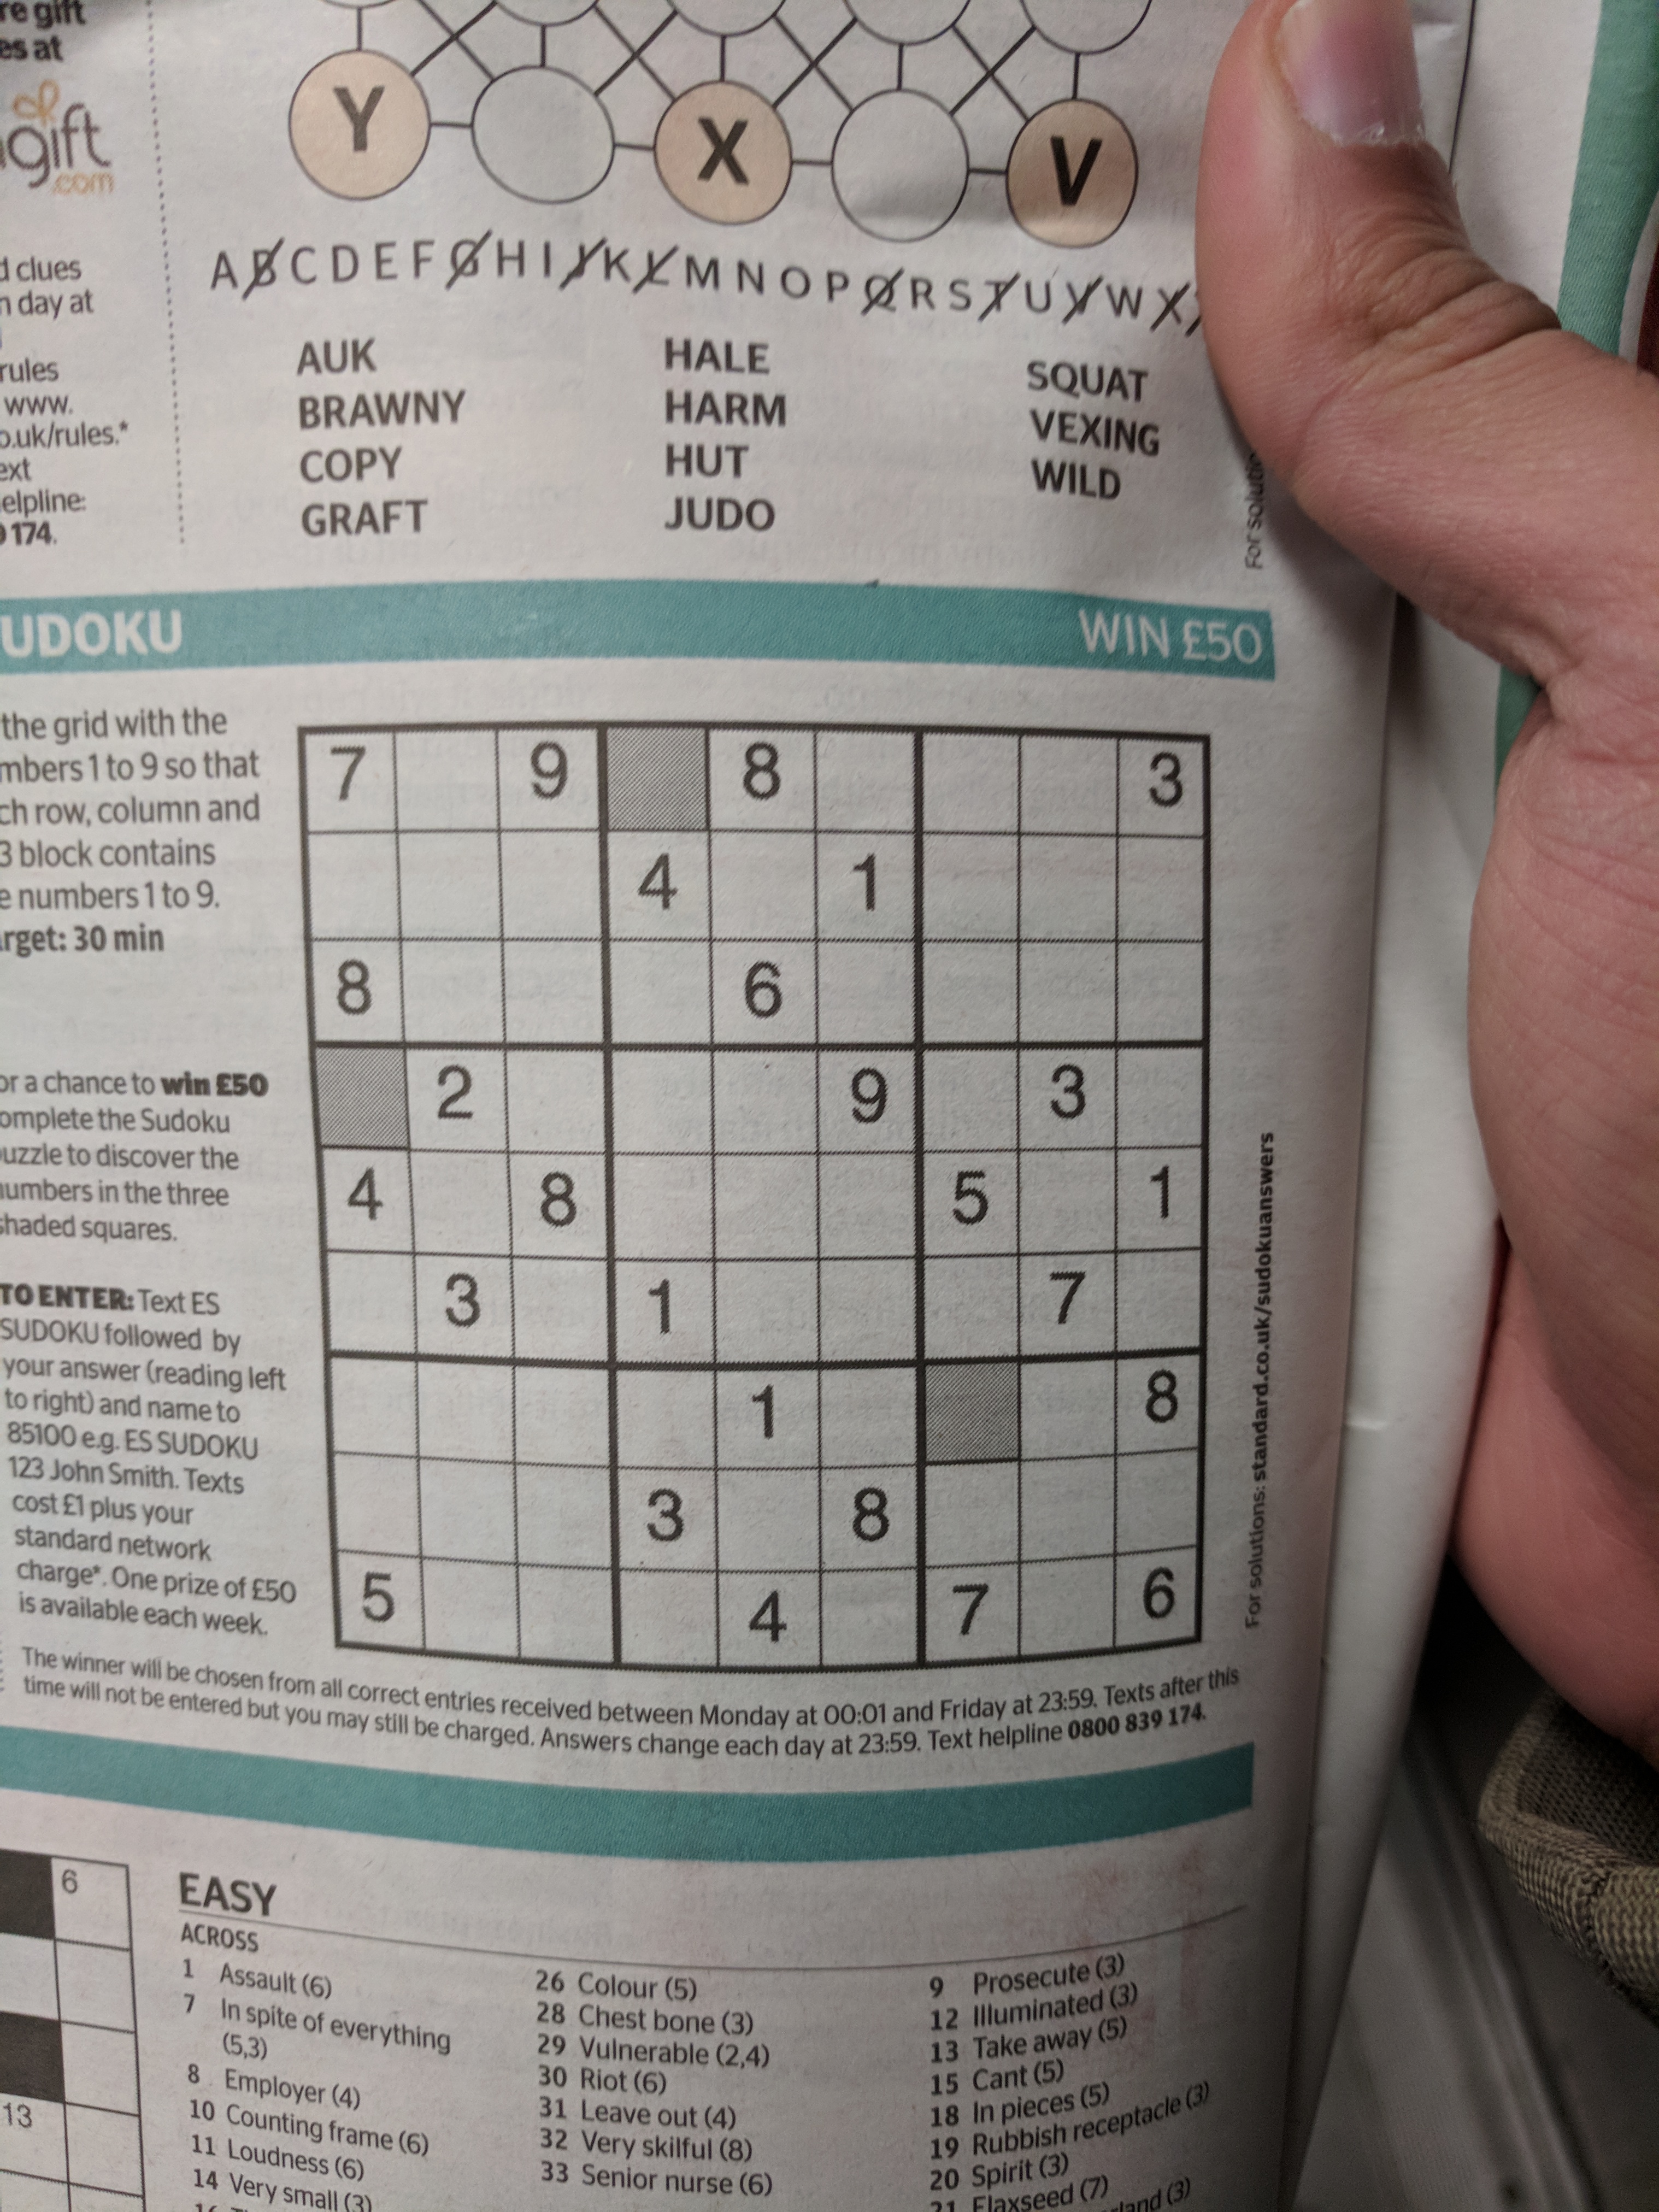 re gift
es at
gift
.com
d clues
n day at
rules
www.
o.uk/rules.*
ext
elpline:
174.
Y X V
A B C D E F G H I J K L M N O P Q R S T U V W X
AUK
BRAWNY
COPY
GRAFT
HALE
HARM
HUT
JUDO
SQUAT
VEXING
WILD
For soluti
UDOKU WIN £50
the grid with the
mbers 1 to 9 so that
ch row, column and
3 block contains
e numbers 1 to 9.
arget: 30 min
or a chance to win £50
omplete the Sudoku
uzzle to discover the
numbers in the three
shaded squares.
TO ENTER: Text ES
SUDOKU followed by
your answer (reading left
to right) and name to
85100 e.g. ES SUDOKU
123 John Smith. Texts
cost £1 plus your
standard network
charge*. One prize of £50
is available each week.
7 9 8 3
4 1
8 6
2 9 3
4 8 5 1
3 1 7
1 8
3 8
5 4 7 6
For solutions: standard.co.uk/sudokuanswers
The winner will be chosen from all correct entries received between Monday at 00:01 and Friday at 23:59. Texts after this
time will not be entered but you may still be charged. Answers change each day at 23:59. Text helpline 0800 839 174.
6
13
EASY
ACROSS
1 Assault (6)
7 In spite of everything
(5,3)
8 Employer (4)
10 Counting frame (6)
11 Loudness (6)
14 Very small (3)
26 Colour (5)
28 Chest bone (3)
29 Vulnerable (2,4)
30 Riot (6)
31 Leave out (4)
32 Very skilful (8)
33 Senior nurse (6)
9 Prosecute (3)
12 Illuminated (3)
13 Take away (5)
15 Cant (5)
18 In pieces (5)
19 Rubbish receptacle (3)
20 Spirit (3)
21 Flaxseed (7)
land (3)